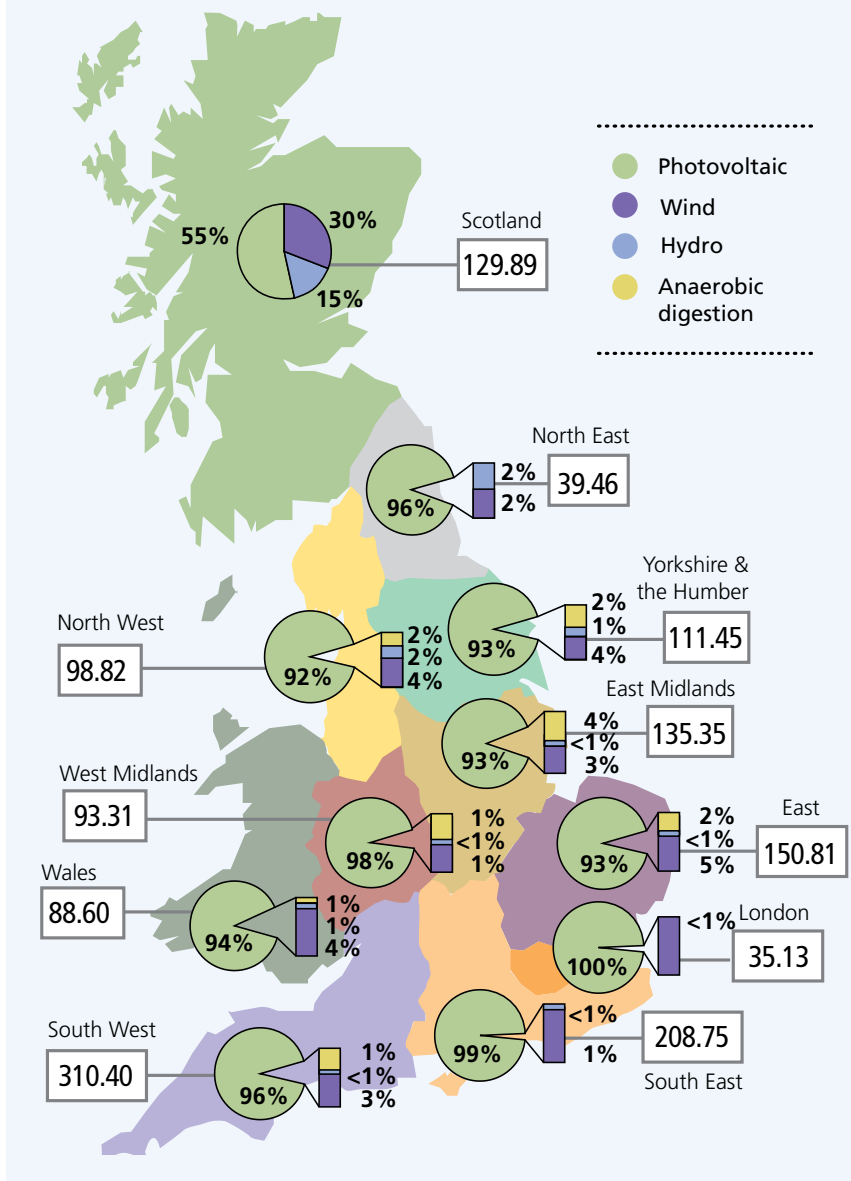 Photovoltaic
Wind
Hydro
Anaerobic
digestion
Scotland
129.89
55%
30%
15%
North East
39.46
96%
2%
2%
Yorkshire &
the Humber
111.45
93%
2%
1%
4%
North West
98.82
92%
2%
2%
4%
East Midlands
135.35
93%
4%
<1%
3%
West Midlands
93.31
98%
1%
<1%
1%
East
150.81
93%
2%
<1%
5%
Wales
88.60
94%
1%
1%
4%
London
35.13
100%
<1%
South West
310.40
96%
1%
<1%
3%
208.75
South East
99%
<1%
1%